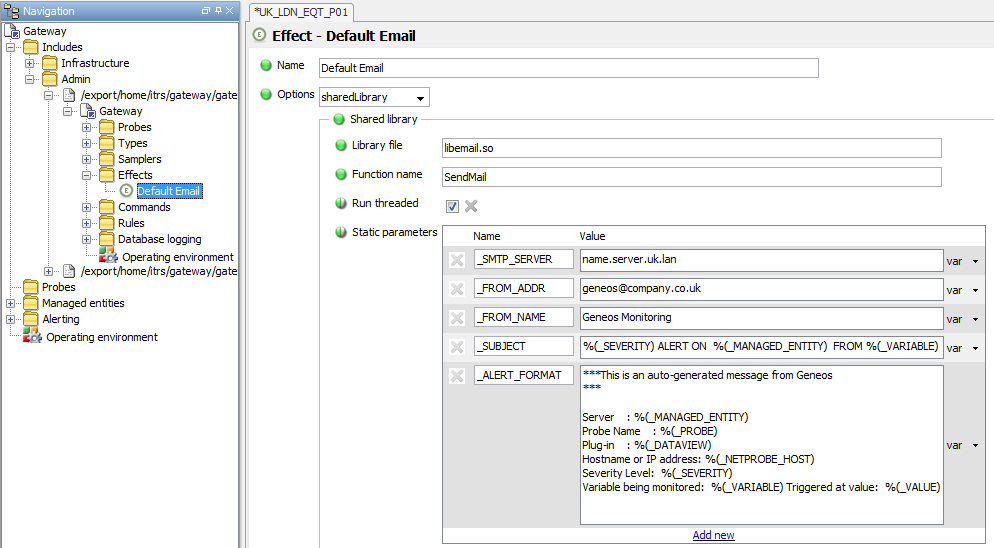 Navigation
Gateway
Includes
Infrastructure
Admin
/export/home/itrs/gateway/gate
Gateway
Probes
Types
Samplers
Effects
E Default Email
Commands
Rules
Database logging
Operating environment
/export/home/itrs/gateway/gate
Probes
Managed entities
Alerting
Operating environment
*UK_LDN_EQT_P01
E Effect - Default Email
Name Default Email
Options sharedLibrary
Shared library
Library file libemail.so
Function name SendMail
Run threaded
Static parameters
Name Value
_SMTP_SERVER name.server.uk.lan var
_FROM_ADDR geneos@company.co.uk var
_FROM_NAME Geneos Monitoring var
_SUBJECT %(_SEVERITY) ALERT ON %(_MANAGED_ENTITY) FROM %(_VARIABLE) var
_ALERT_FORMAT ***This is an auto-generated message from Geneos
***
Server : %(_MANAGED_ENTITY)
Probe Name : %(_PROBE)
Plug-in : %(_DATAVIEW) var
Hostname or IP address: %(_NETPROBE_HOST)
Severity Level: %(_SEVERITY)
Variable being monitored: %(_VARIABLE) Triggered at value: %(_VALUE)
Add new